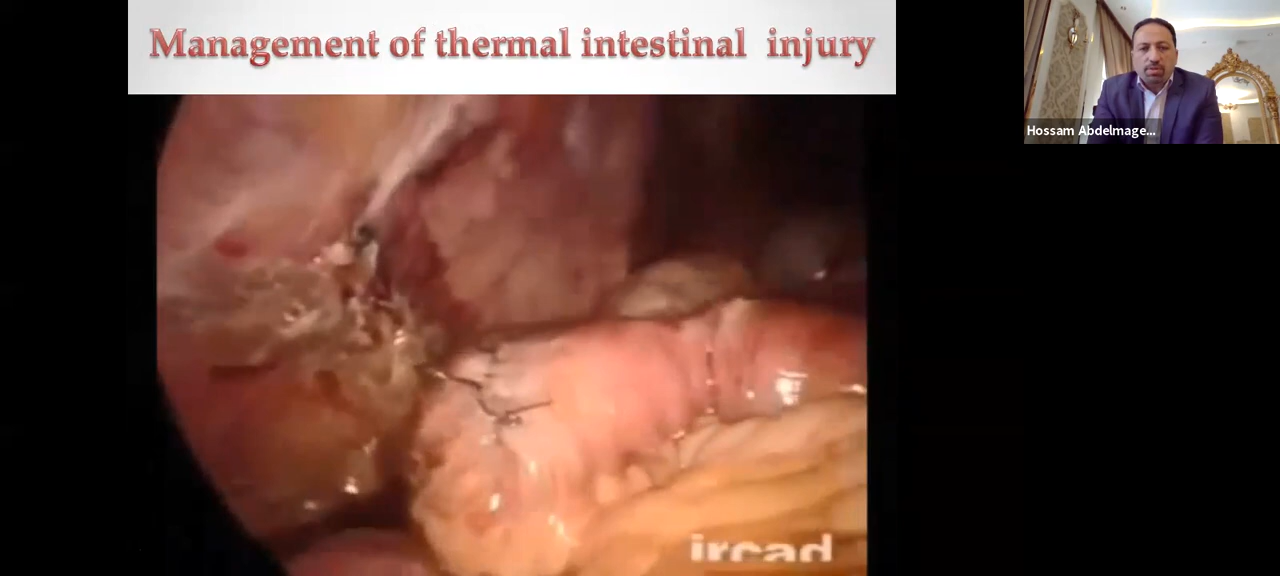 Management of thermal intestinal injury
Hossam Abdelmage...
ircad